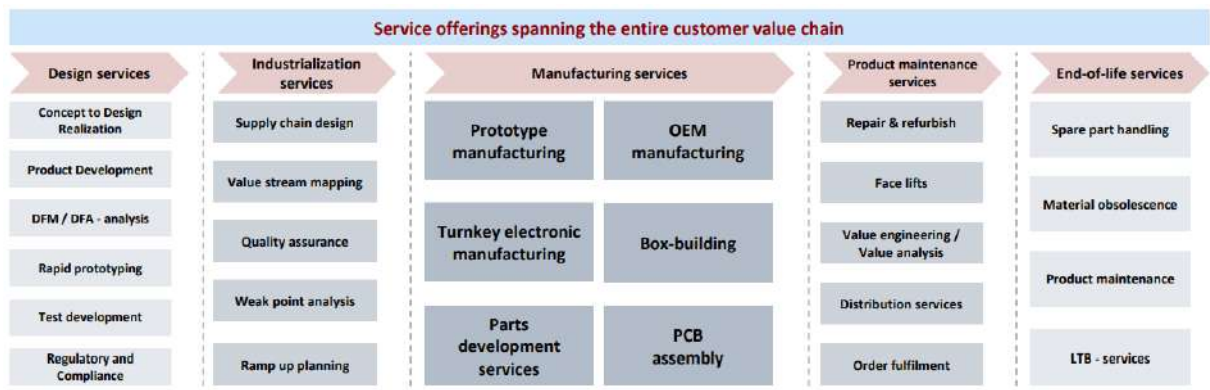 Service offerings spanning the entire customer value chain
Design services
Concept to Design
Realization
Product Development
DFM / DFA - analysis
Rapid prototyping
Test development
Regulatory and
Compliance
Industrialization
services
Supply chain design
Value stream mapping
Quality assurance
Weak point analysis
Ramp up planning
Manufacturing services
Prototype
manufacturing
OEM
manufacturing
Turnkey electronic
manufacturing
Box-building
Parts
development
services
PCB
assembly
Product maintenance
services
Repair & refurbish
Face lifts
Value engineering /
Value analysis
Distribution services
Order fulfilment
End-of-life services
Spare part handling
Material obsolescence
Product maintenance
LTB - services